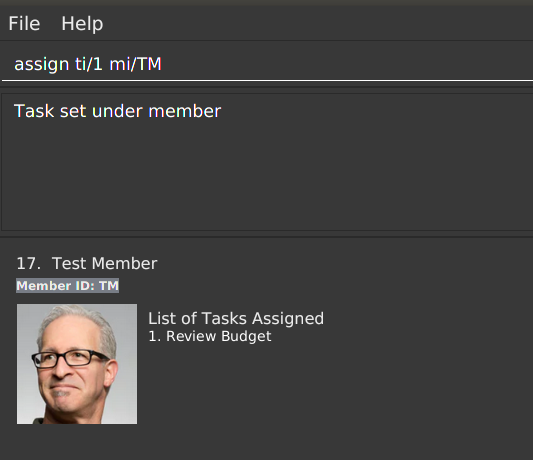 File Help
assign ti/1 mi/TM
Task set under member
17. Test Member
Member ID: TM
List of Tasks Assigned
1. Review Budget